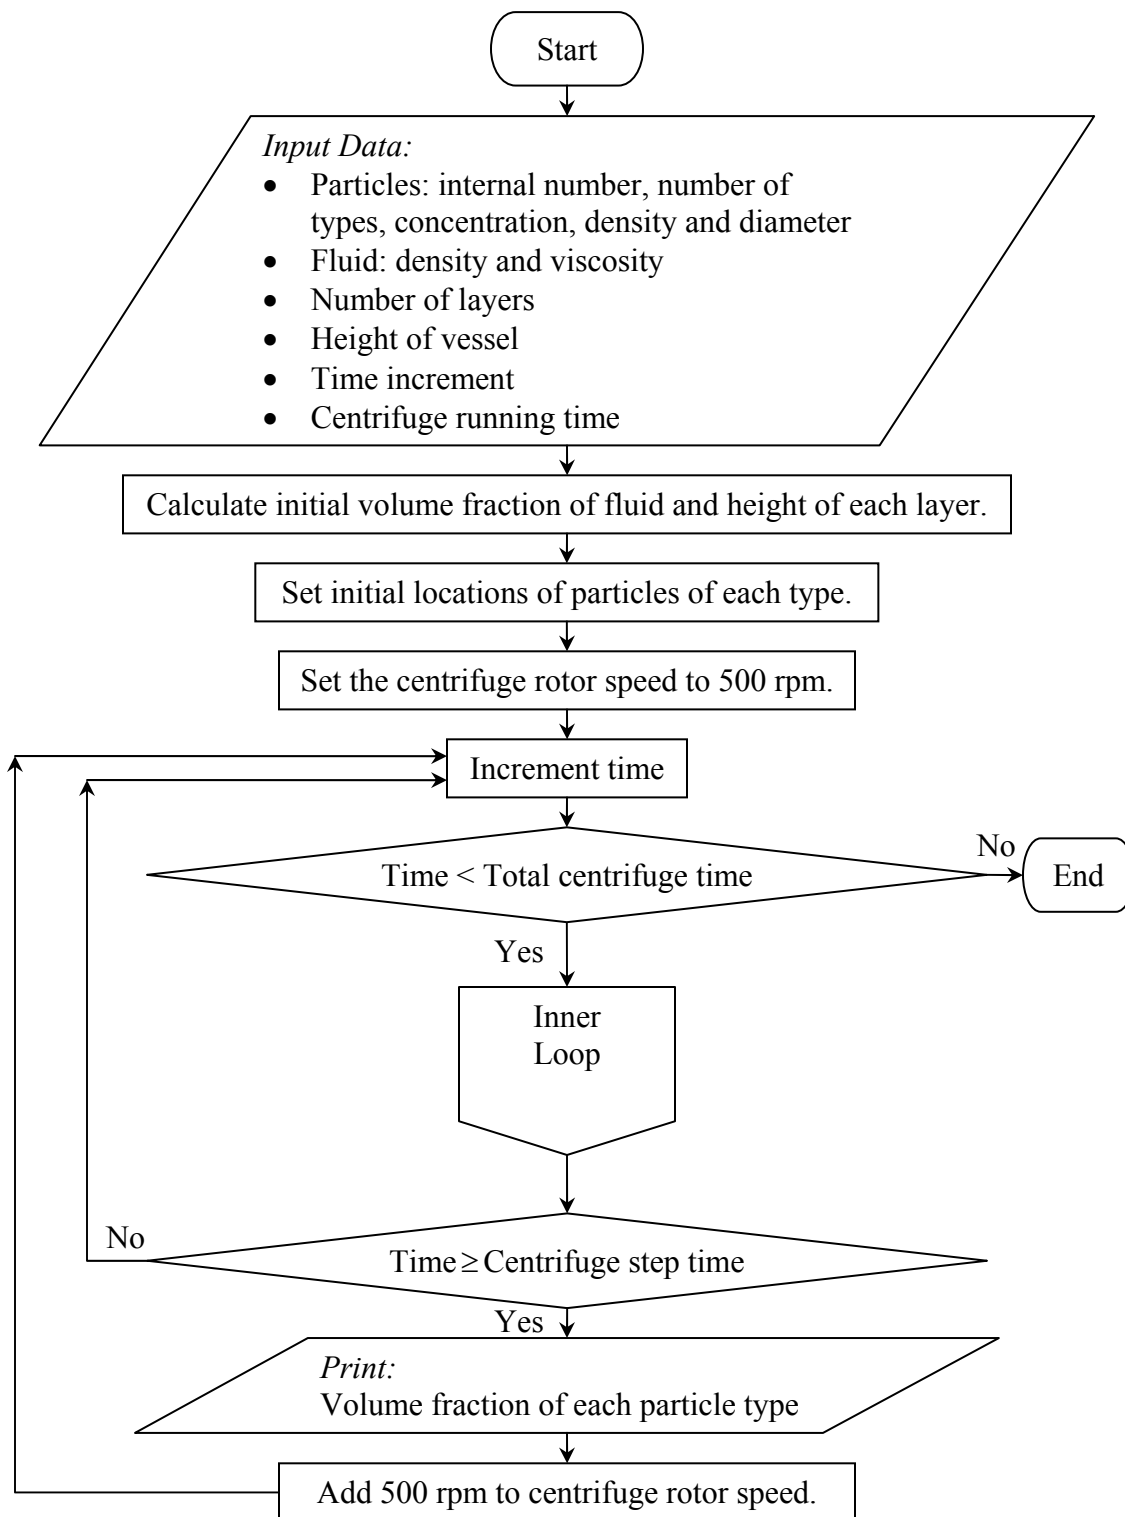 Start
Input Data:
• Particles: internal number, number of
types, concentration, density and diameter
• Fluid: density and viscosity
• Number of layers
• Height of vessel
• Time increment
• Centrifuge running time
Calculate initial volume fraction of fluid and height of each layer.
Set initial locations of particles of each type.
Set the centrifuge rotor speed to 500 rpm.
Increment time
Time < Total centrifuge time
No
End
Yes
Inner
Loop
No
Time ≥ Centrifuge step time
Yes
Print:
Volume fraction of each particle type
Add 500 rpm to centrifuge rotor speed.